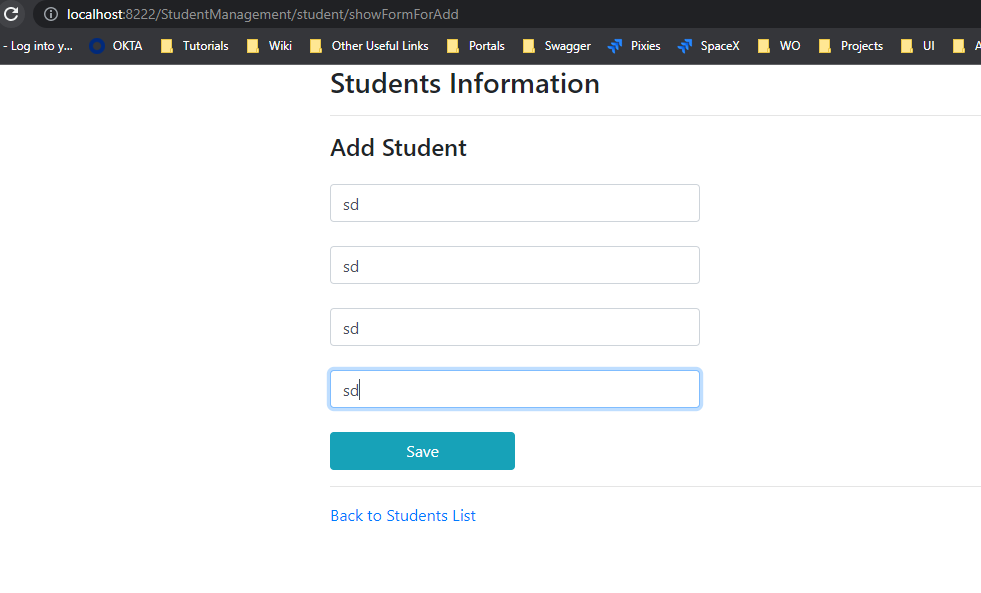 localhost:8222/StudentManagement/student/showFormForAdd
- Log into y... OKTA Tutorials Wiki Other Useful Links Portals Swagger Pixies SpaceX WO Projects UI A
Students Information
Add Student
sd
sd
sd
sd
Save
Back to Students List